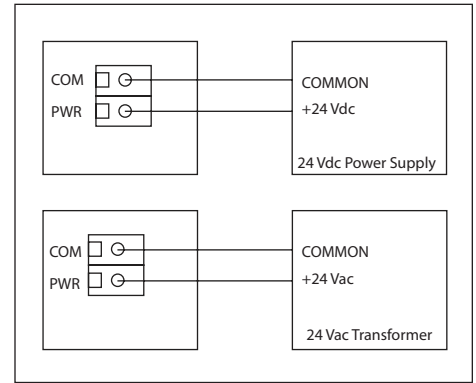 COM
COMMON
PWR
+24 Vdc
24 Vdc Power Supply
COM
COMMON
PWR
+24 Vac
24 Vac Transformer